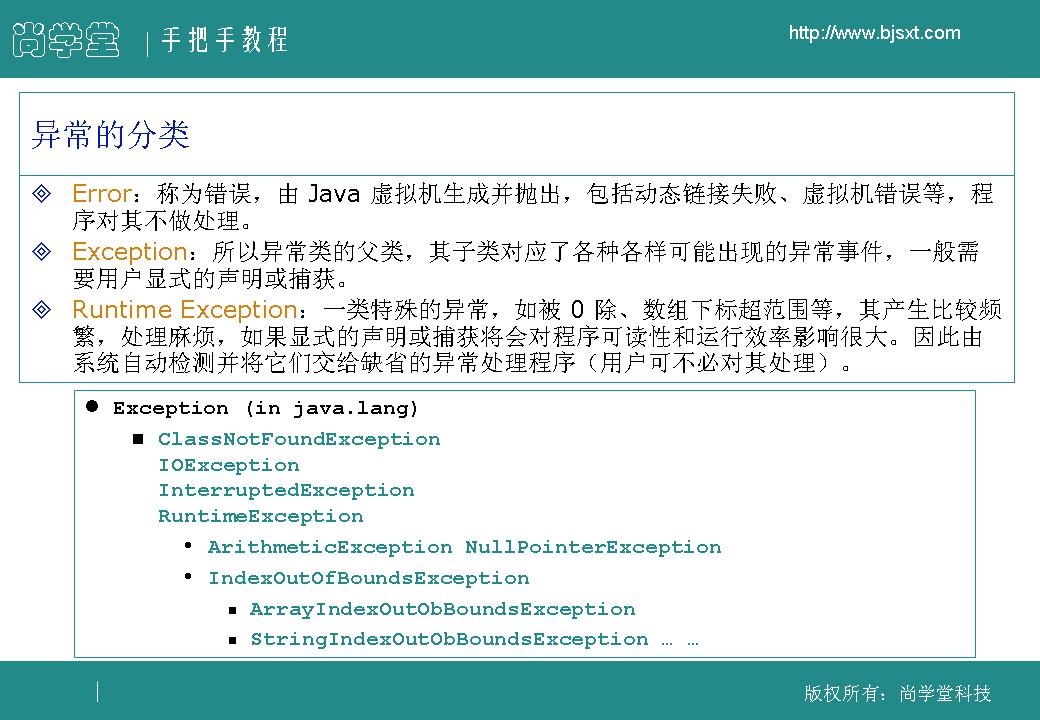 尚学堂 手把手教程
http://www.bjsxt.com
异常的分类
Error：称为错误，由 Java 虚拟机生成并抛出，包括动态链接失败、虚拟机错误等，程
序对其不做处理。
Exception：所以异常类的父类，其子类对应了各种各样可能出现的异常事件，一般需
要用户显式的声明或捕获。
Runtime Exception：一类特殊的异常，如被 0 除、数组下标超范围等，其产生比较频
繁，处理麻烦，如果显式的声明或捕获将会对程序可读性和运行效率影响很大。因此由
系统自动检测并将它们交给缺省的异常处理程序（用户可不必对其处理）。
Exception (in java.lang)
ClassNotFoundException
IOException
InterruptedException
RuntimeException
ArithmeticException NullPointerException
IndexOutOfBoundsException
ArrayIndexOutObBoundsException
StringIndexOutObBoundsException … …
版权所有：尚学堂科技